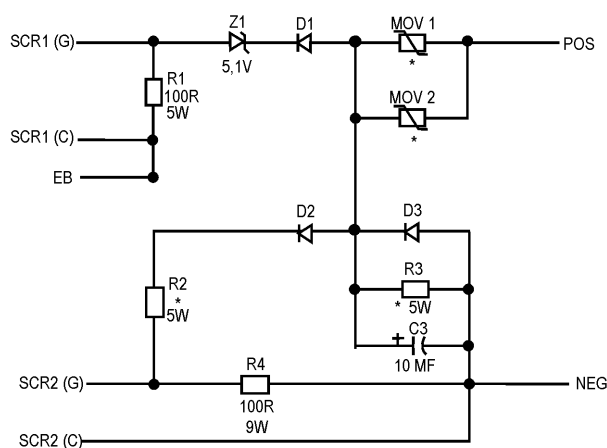 SCR1 (G)
Z1
5,1V
D1
MOV 1
*
POS
R1
100R
5W
MOV 2
*
SCR1 (C)
EB
D2
D3
R2
*
5W
R3
* 5W
+ C3
10 MF
SCR2 (G)
R4
100R
9W
NEG
SCR2 (C)